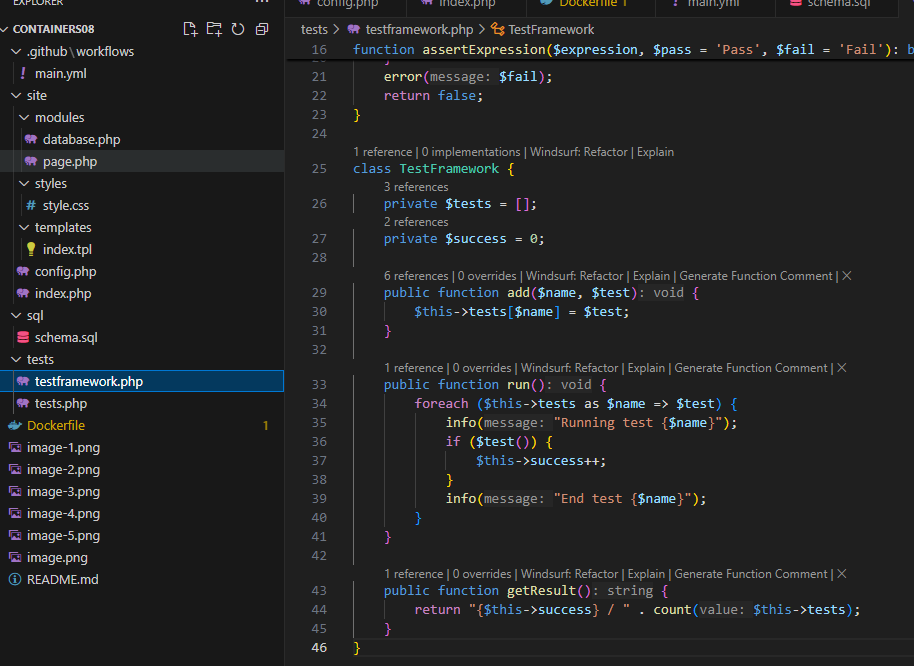 EXPLORER
CONTAINERS08
.github\workflows
main.yml
site
modules
database.php
page.php
styles
# style.css
templates
index.tpl
config.php
index.php
sql
schema.sql
tests
testframework.php
tests.php
Dockerfile 1
image-1.png
image-2.png
image-3.png
image-4.png
image-5.png
image.png
README.md
config.php index.php Dockerfile 1 main.yml schema.sql
tests > testframework.php > TestFramework
16 function assertExpression($expression, $pass = 'Pass', $fail = 'Fail'): b
20 }
21 error(message: $fail);
22 return false;
23 }
24
1 reference | 0 implementations | Windsurf: Refactor | Explain
25 class TestFramework {
3 references
26 private $tests = [];
2 references
27 private $success = 0;
28
6 references | 0 overrides | Windsurf: Refactor | Explain | Generate Function Comment | ×
29 public function add($name, $test): void {
30 $this->tests[$name] = $test;
31 }
32
1 reference | 0 overrides | Windsurf: Refactor | Explain | Generate Function Comment | ×
33 public function run(): void {
34 foreach ($this->tests as $name => $test) {
35 info(message: "Running test {$name}");
36 if ($test()) {
37 $this->success++;
38 }
39 info(message: "End test {$name}");
40 }
41 }
42
1 reference | 0 overrides | Windsurf: Refactor | Explain | Generate Function Comment | ×
43 public function getResult(): string {
44 return "{$this->success} / " . count(value: $this->tests);
45 }
46 }